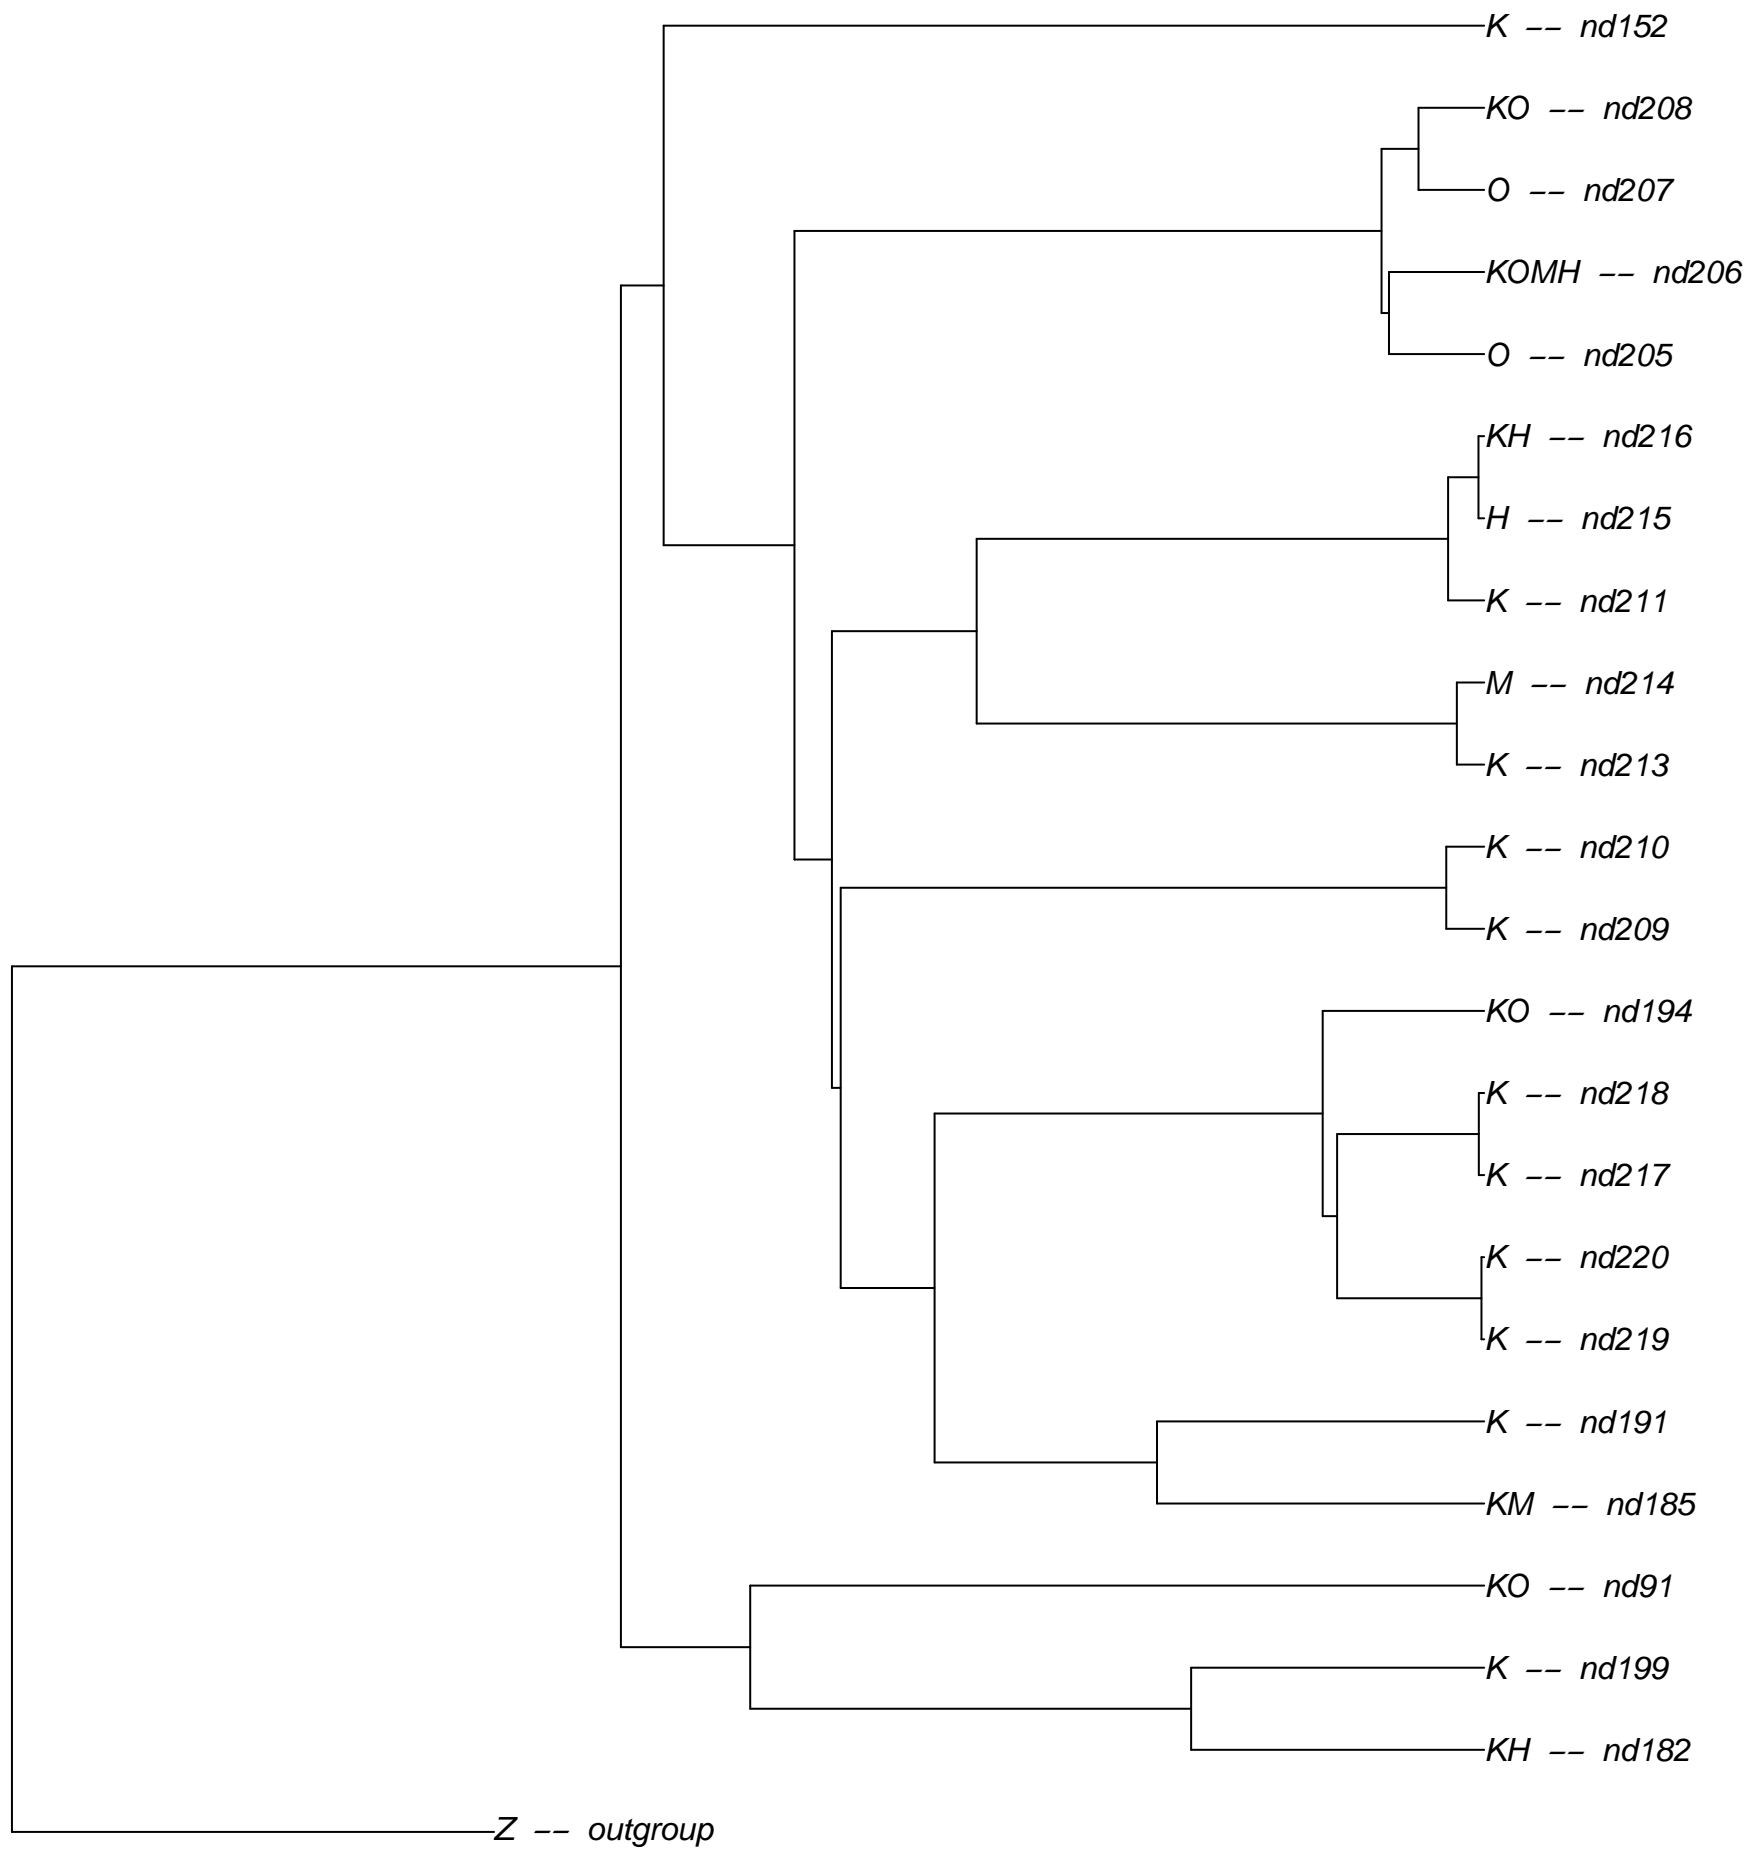 K -- nd152
KO -- nd208
O -- nd207
KOMH -- nd206
O -- nd205
KH -- nd216
H -- nd215
K -- nd211
M -- nd214
K -- nd213
K -- nd210
K -- nd209
KO -- nd194
K -- nd218
K -- nd217
K -- nd220
K -- nd219
K -- nd191
KM -- nd185
KO -- nd91
K -- nd199
KH -- nd182
Z -- outgroup